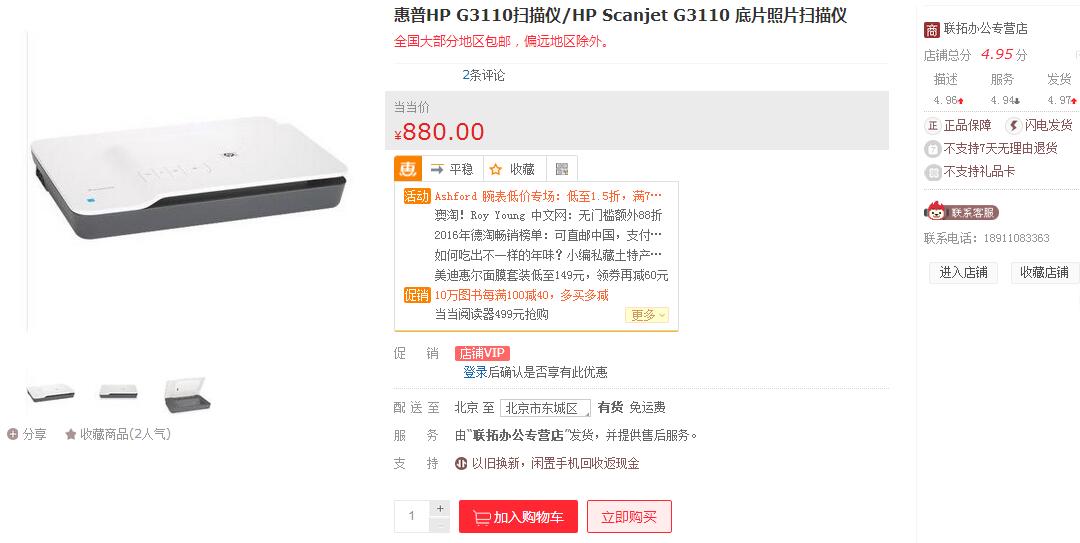 惠普HP G3110扫描仪/HP Scanjet G3110 底片照片扫描仪
全国大部分地区包邮，偏远地区除外。
2条评论
当当价
¥880.00
惠 平稳 收藏
活动 Ashford 腕表低价专场：低至1.5折，满7…
澳淘！Roy Young 中文网：无门槛额外88折
2016年德淘畅销榜单：可直邮中国，支付…
如何吃出不一样的年味？小编私藏土特产…
美迪惠尔面膜套装低至149元，领券再减60元
促销 10万图书每满100减40，多买多减
当当阅读器499元抢购
更多
促 销 店铺VIP
登录后确认是否享有此优惠
配送至 北京 至 北京市东城区 有货 免运费
服 务 由“联拓办公专营店”发货，并提供售后服务。
支 持 以旧换新，闲置手机回收返现金
1 + - 加入购物车 立即购买
分享 收藏商品(2人气)
商 联拓办公专营店
店铺总分 4.95 分
描述 服务 发货
4.96 4.94 4.97
正 正品保障 闪电发货
7 不支持7天无理由退货
不支持礼品卡
联系客服
联系电话：18911083363
进入店铺 收藏店铺